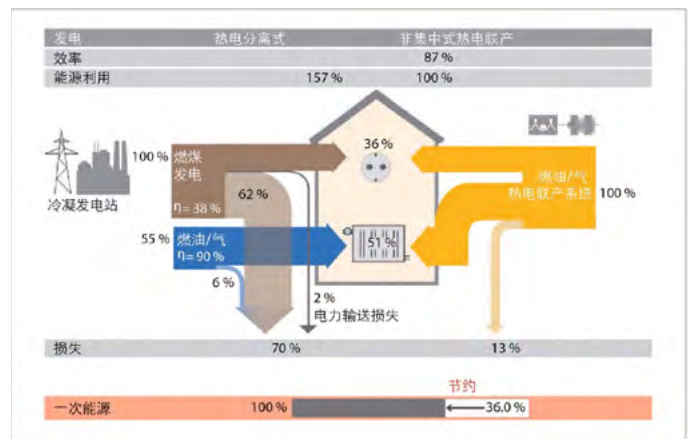 发电 热电分离式 非集中式热电联产
效率 87 %
能源利用 157 % 100 %
36 %
100 % 燃煤
发电
62 %
η= 38 %
冷凝发电站
燃油/气
热电联产系统
100 %
55 % 燃油/气
η= 90 %
51 %
6 %
2 %
电力输送损失
损失 70 % 13 %
节约
一次能源 100 % 36.0 %